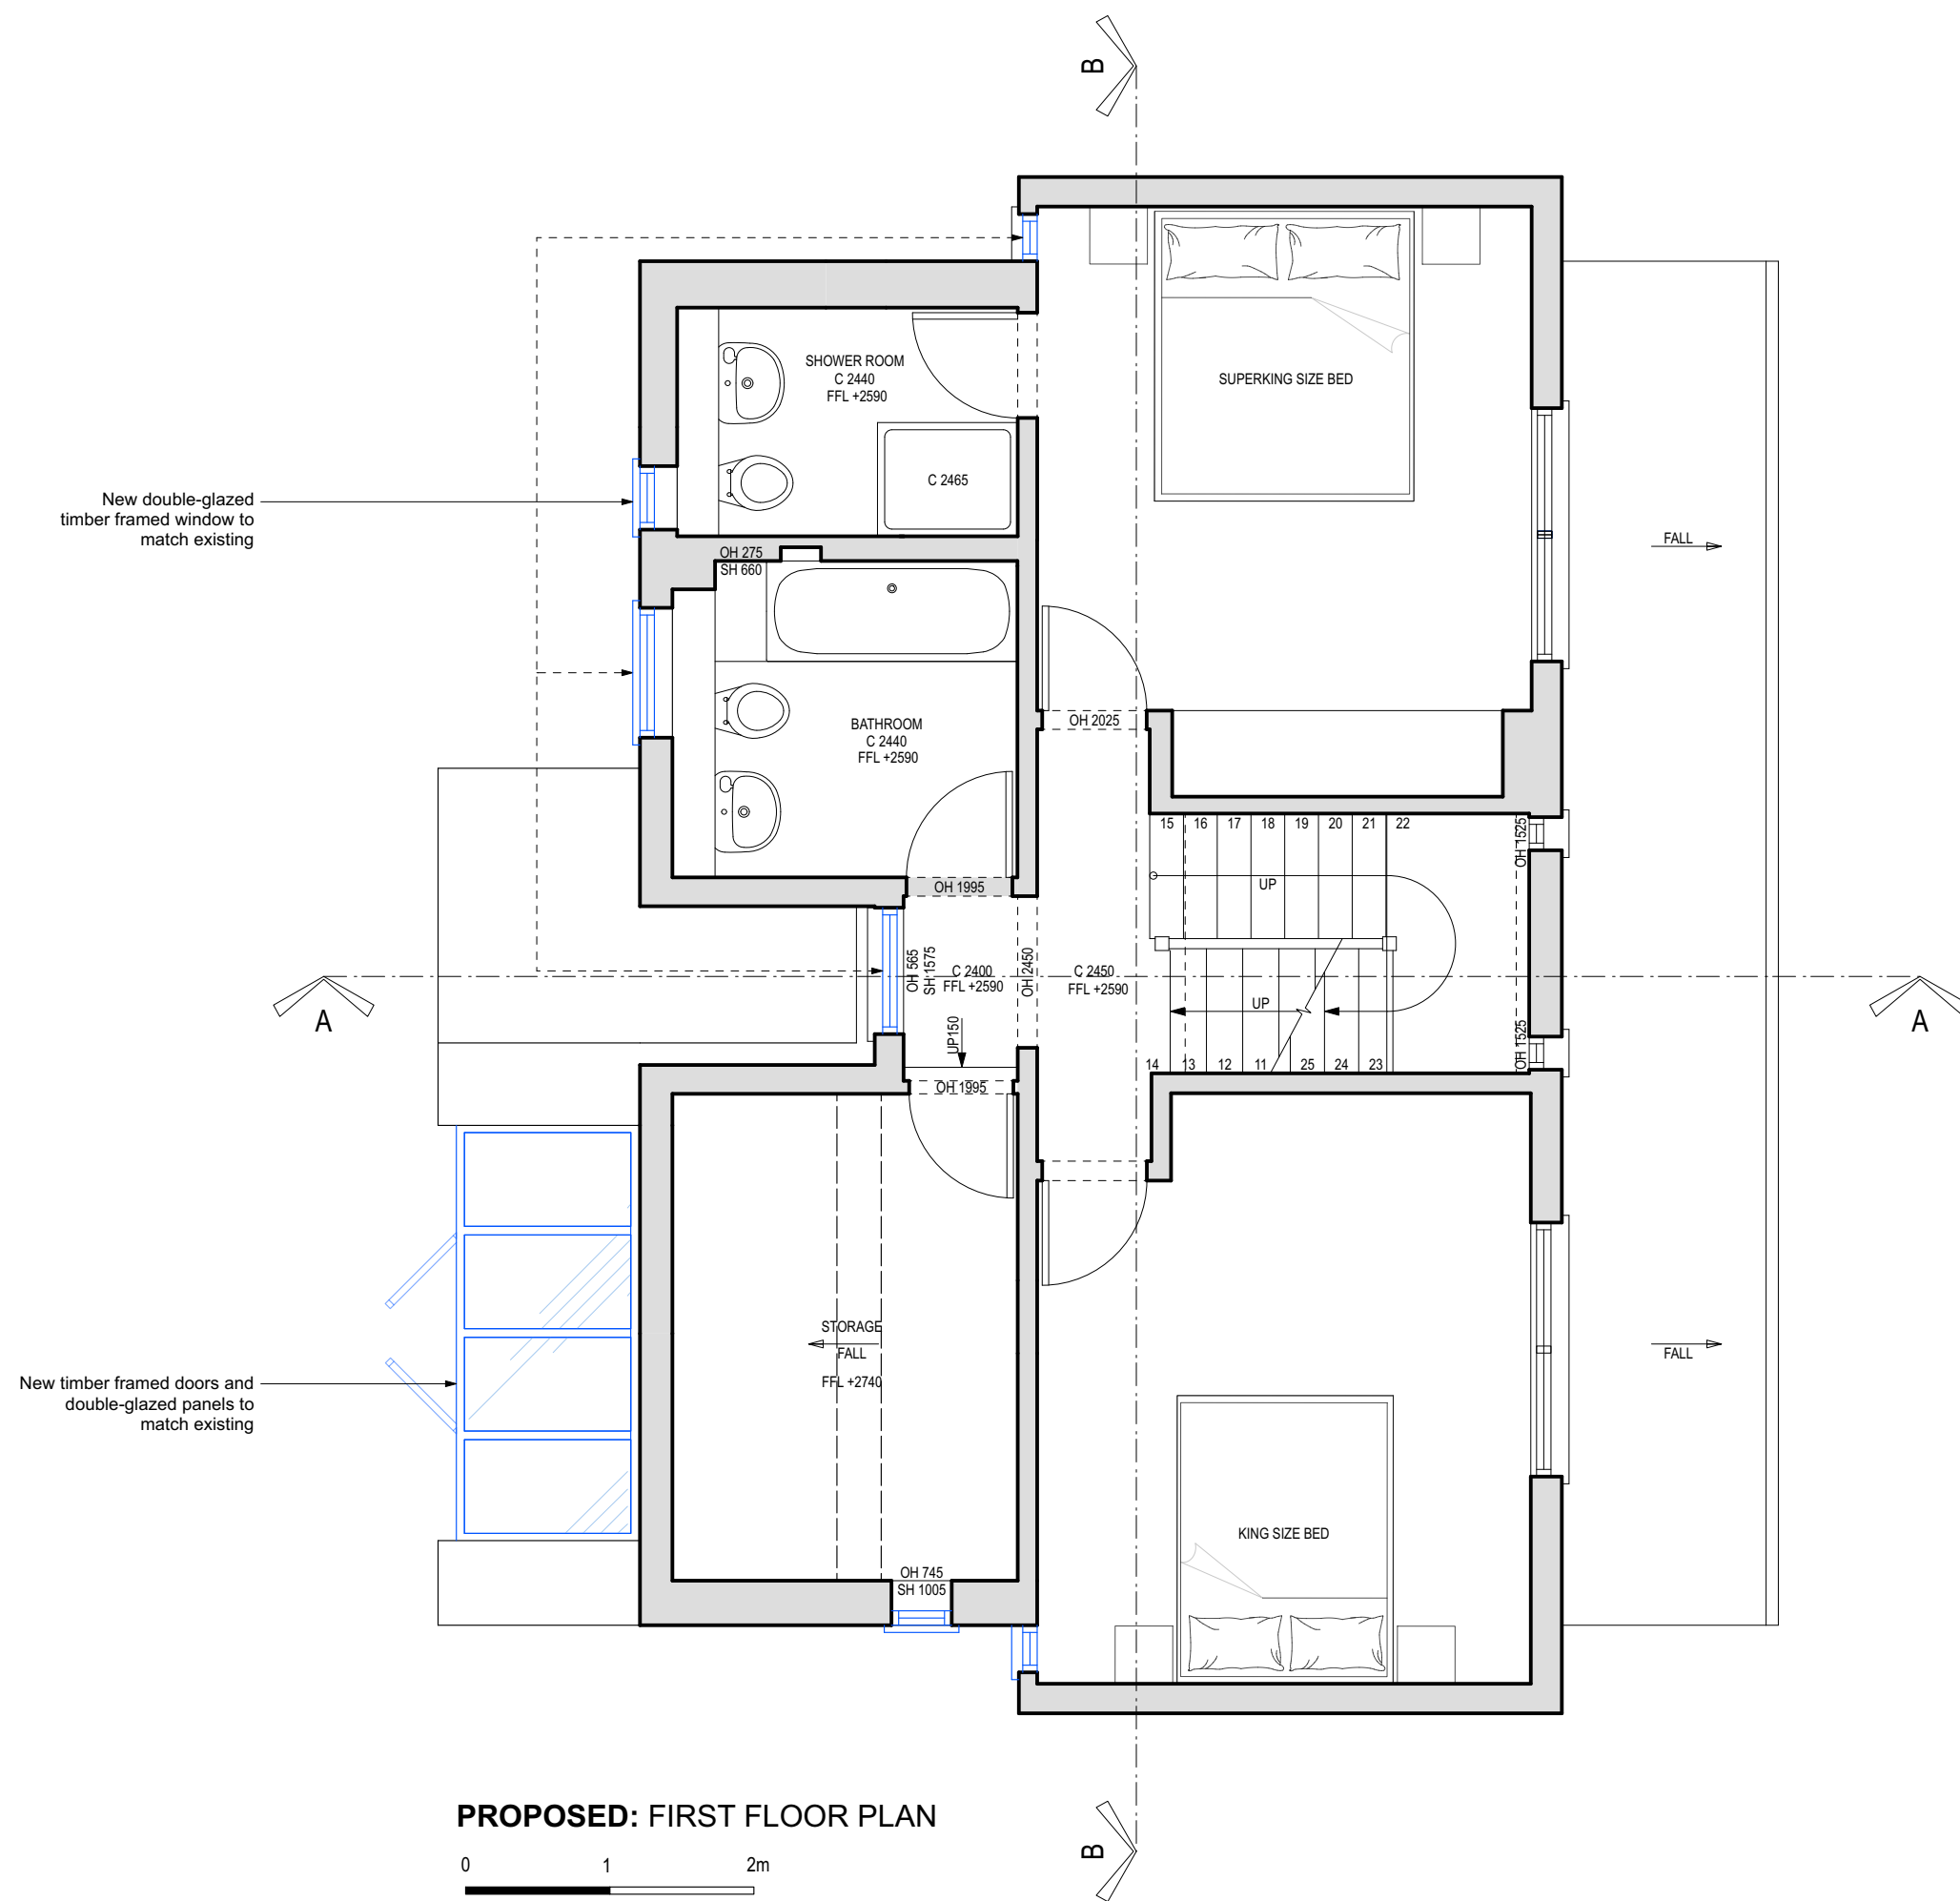 B
SHOWER ROOM
C 2440
FFL +2590
SUPERKING SIZE BED
C 2465
New double-glazed
timber framed window to
match existing
FALL
OH 275
SH 660
OH 2025
BATHROOM
C 2440
FFL +2590
15 16 17 18 19 20 21 22
OH 1525
UP
OH 1995
OH 565
SH 1575
C 2400
FFL +2590
OH 2450
C 2450
FFL +2590
UP
A
A
UP150
14 13 12 11 25 24 23
OH 1525
OH 1995
STORAGE
FALL
FFL +2740
FALL
New timber framed doors and
double-glazed panels to
match existing
KING SIZE BED
OH 745
SH 1005
PROPOSED: FIRST FLOOR PLAN
B
0 1 2m